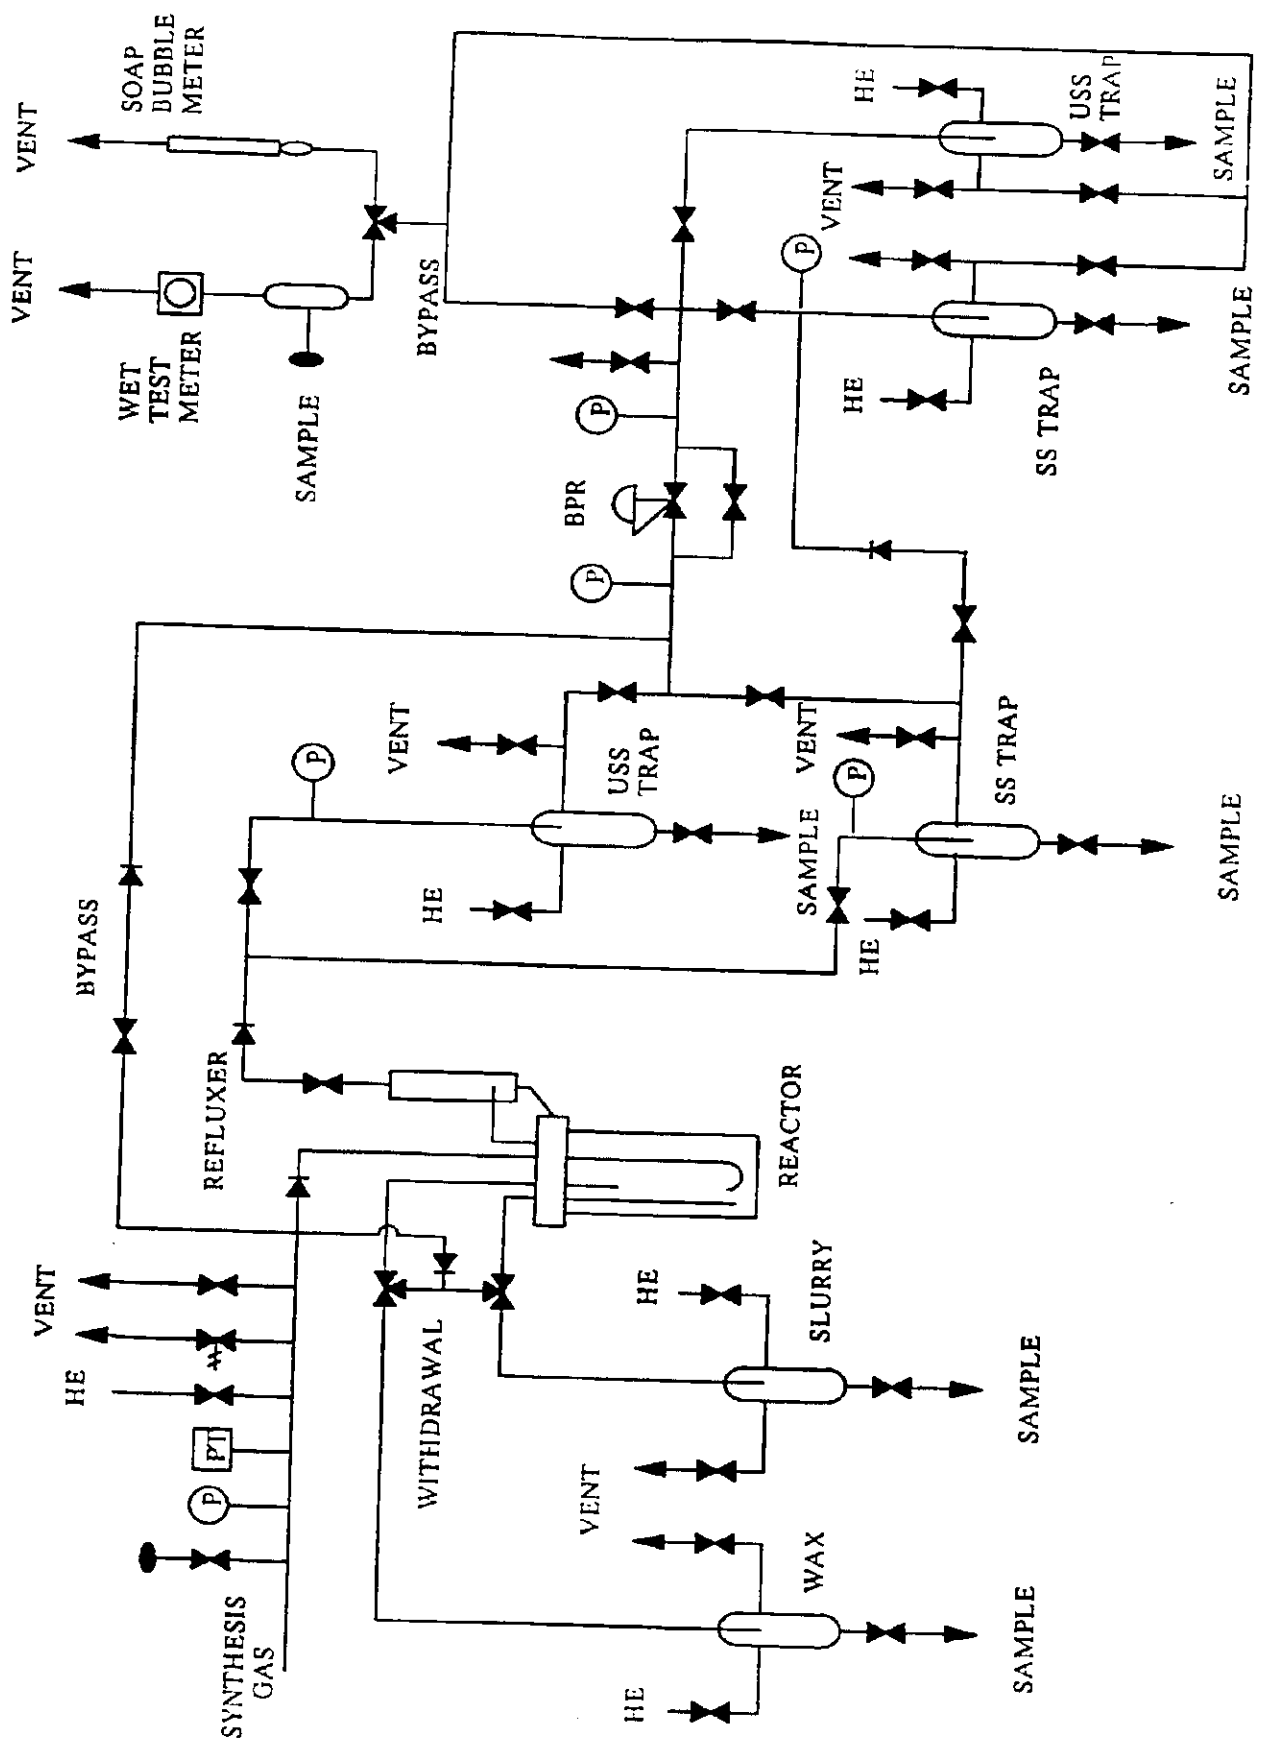 SYNTHESIS
GAS
P
PT
HE
VENT
REFLUXER
BYPASS
WITHDRAWAL
HE
WAX
VENT
SAMPLE
VENT
HE
SLURRY
SAMPLE
REACTOR
P
VENT
HE
USS
TRAP
SAMPLE
P
VENT
HE
SS TRAP
SAMPLE
P
BPR
P
P
BYPASS
VENT
WET
TEST
METER
SAMPLE
VENT
SOAP
BUBBLE
METER
HE
SS TRAP
SAMPLE
VENT
HE
USS
TRAP
SAMPLE